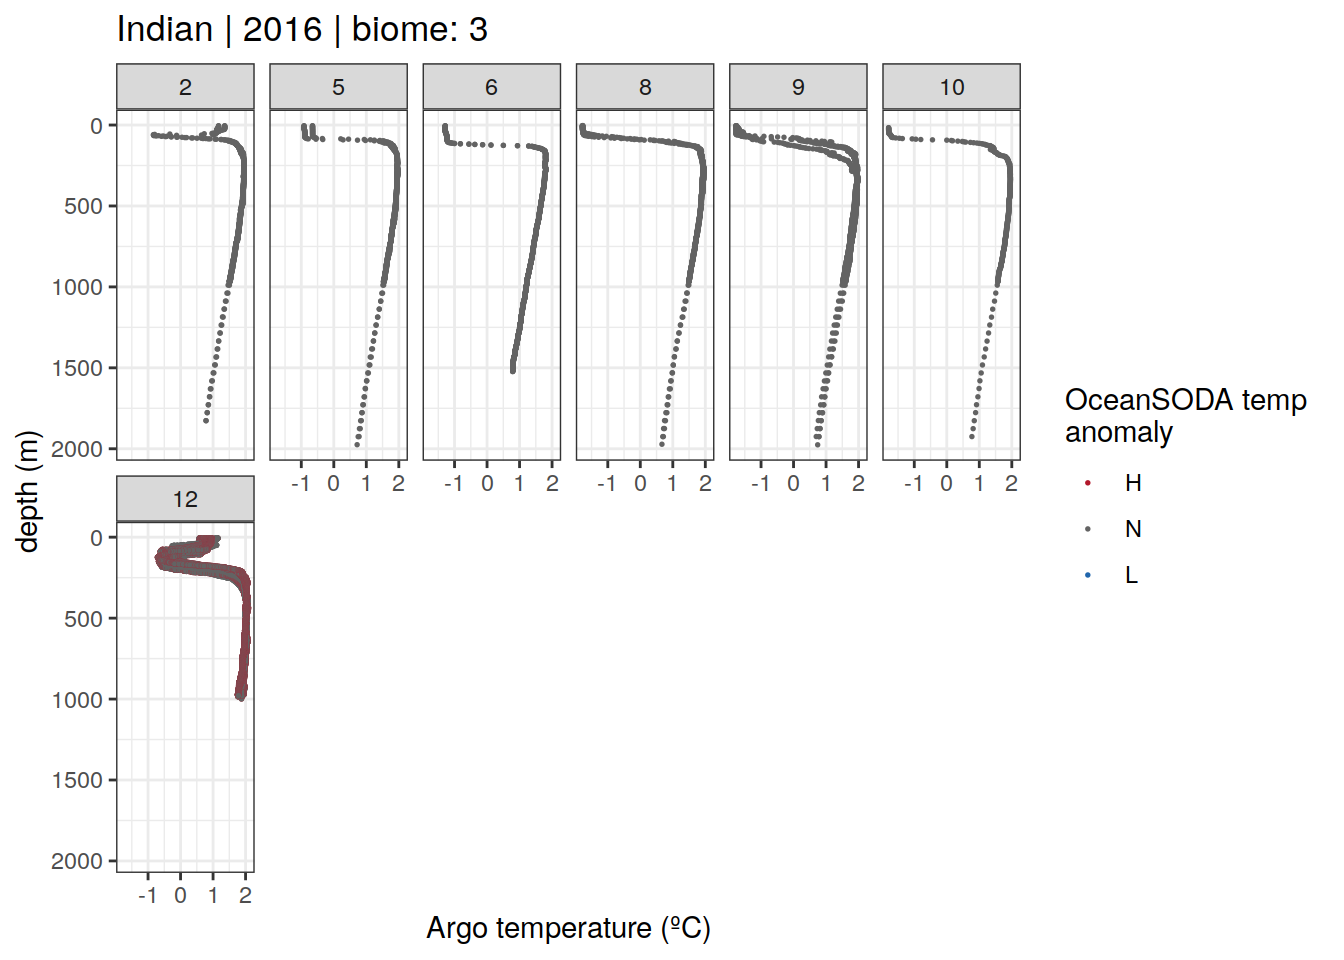 Indian | 2016 | biome: 3
2 5 6 8 9 10
0
500
1000
1500
2000
-1 0 1 2 -1 0 1 2 -1 0 1 2 -1 0 1 2 -1 0 1 2
12
0
500
1000
1500
2000
-1 0 1 2
depth (m)
Argo temperature (ºC)
OceanSODA temp
anomaly
H
N
L